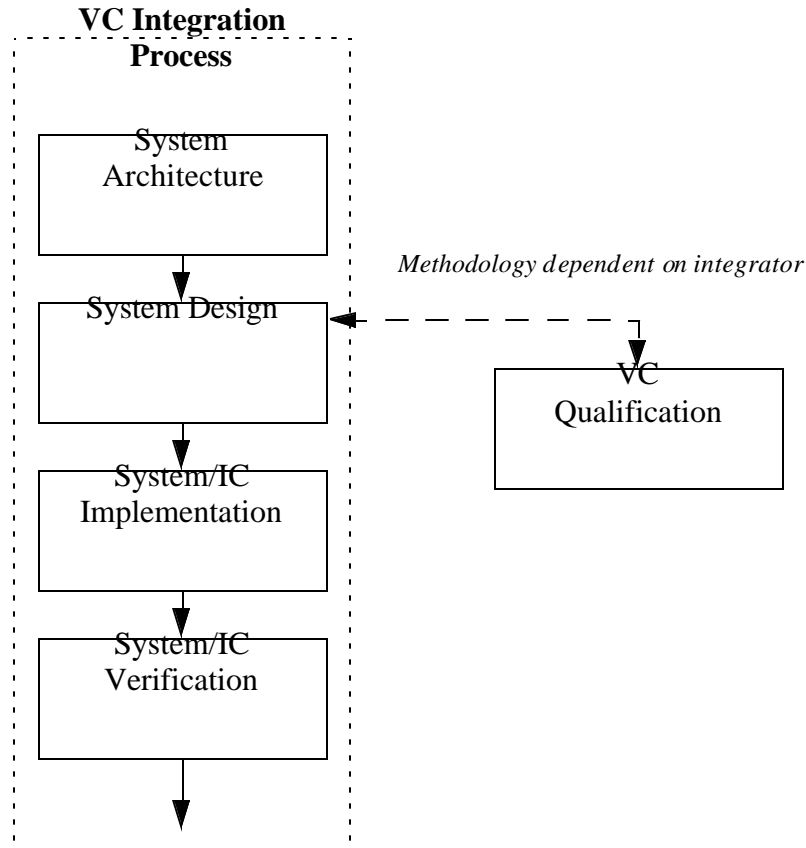 VC Integration
Process
System
Architecture
Methodology dependent on integrator
System Design
VC
Qualification
System/IC
Implementation
System/IC
Verification